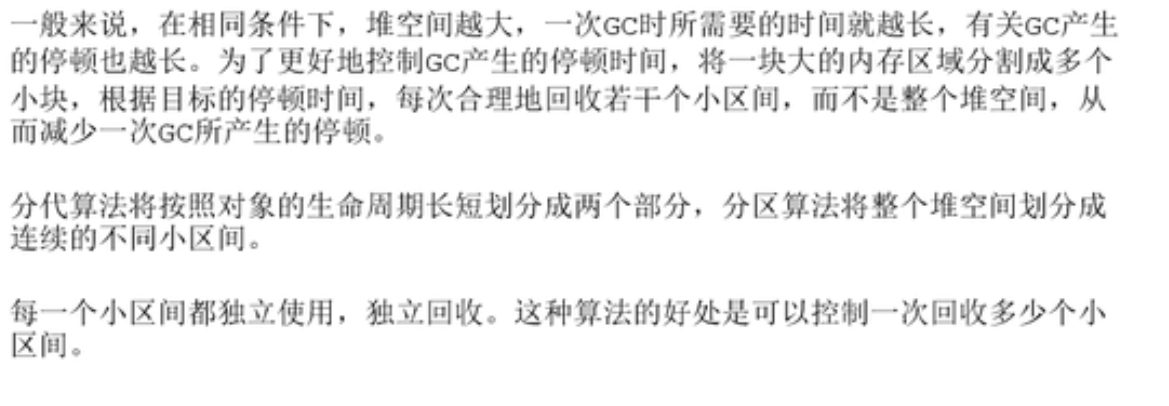 一般来说，在相同条件下，堆空间越大，一次GC时所需要的时间就越长，有关GC产生
的停顿也越长。为了更好地控制GC产生的停顿时间，将一块大的内存区域分割成多个
小块，根据目标的停顿时间，每次合理地回收若干个小区间，而不是整个堆空间，从
而减少一次GC所产生的停顿。
分代算法将按照对象的生命周期长短划分成两个部分，分区算法将整个堆空间划分成
连续的不同小区间。
每一个小区间都独立使用，独立回收。这种算法的好处是可以控制一次回收多少个小
区间。